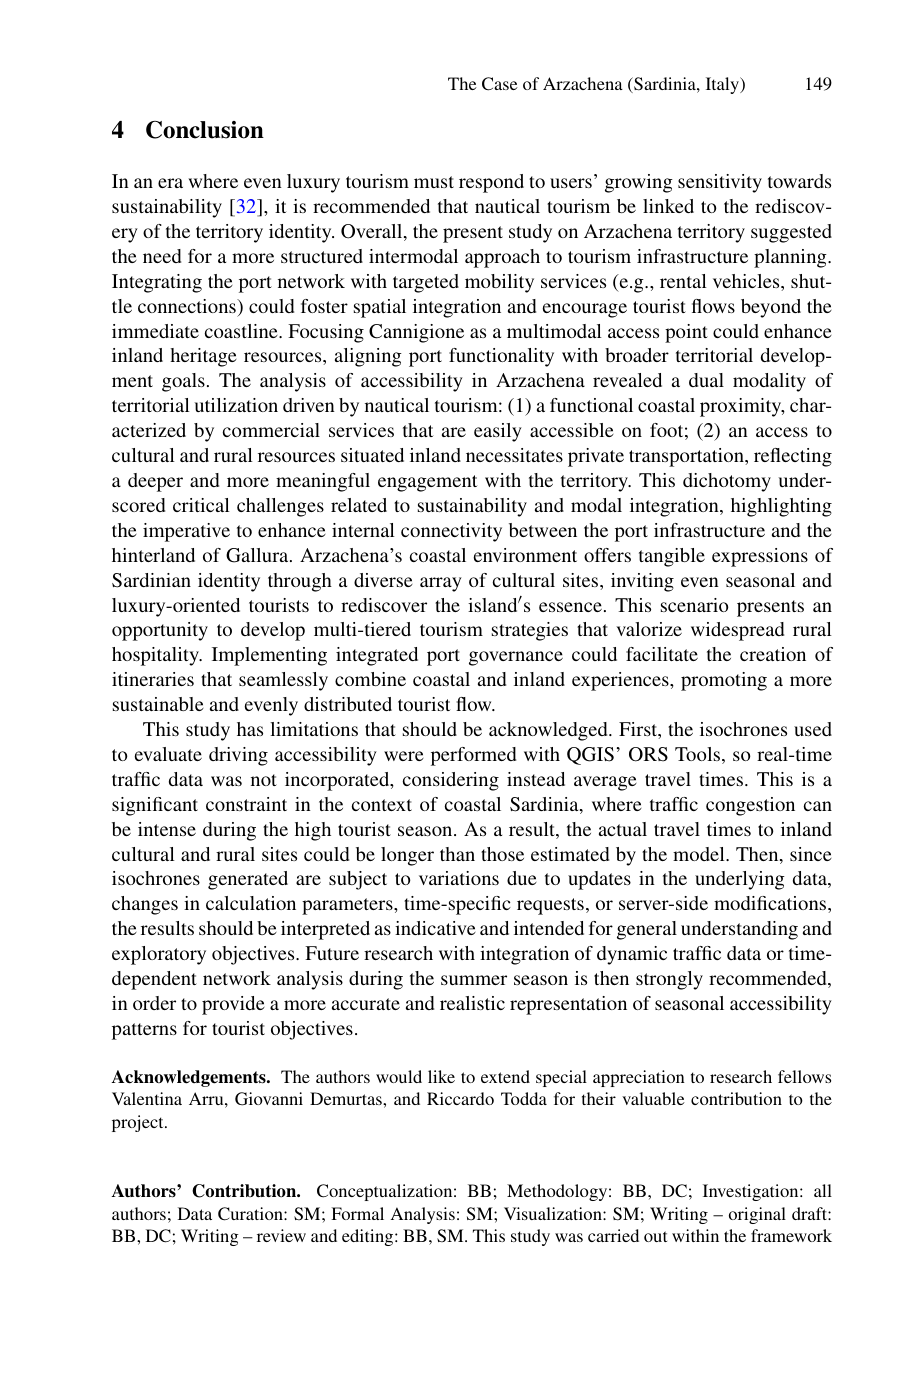 The Case of Arzachena (Sardinia, Italy) 149
4 Conclusion
In an era where even luxury tourism must respond to users’ growing sensitivity towards
sustainability [32], it is recommended that nautical tourism be linked to the rediscov-
ery of the territory identity. Overall, the present study on Arzachena territory suggested
the need for a more structured intermodal approach to tourism infrastructure planning.
Integrating the port network with targeted mobility services (e.g., rental vehicles, shut-
tle connections) could foster spatial integration and encourage tourist flows beyond the
immediate coastline. Focusing Cannigione as a multimodal access point could enhance
inland heritage resources, aligning port functionality with broader territorial develop-
ment goals. The analysis of accessibility in Arzachena revealed a dual modality of
territorial utilization driven by nautical tourism: (1) a functional coastal proximity, char-
acterized by commercial services that are easily accessible on foot; (2) an access to
cultural and rural resources situated inland necessitates private transportation, reflecting
a deeper and more meaningful engagement with the territory. This dichotomy under-
scored critical challenges related to sustainability and modal integration, highlighting
the imperative to enhance internal connectivity between the port infrastructure and the
hinterland of Gallura. Arzachena’s coastal environment offers tangible expressions of
Sardinian identity through a diverse array of cultural sites, inviting even seasonal and
luxury-oriented tourists to rediscover the island′s essence. This scenario presents an
opportunity to develop multi-tiered tourism strategies that valorize widespread rural
hospitality. Implementing integrated port governance could facilitate the creation of
itineraries that seamlessly combine coastal and inland experiences, promoting a more
sustainable and evenly distributed tourist flow.
This study has limitations that should be acknowledged. First, the isochrones used
to evaluate driving accessibility were performed with QGIS’ ORS Tools, so real-time
traffic data was not incorporated, considering instead average travel times. This is a
significant constraint in the context of coastal Sardinia, where traffic congestion can
be intense during the high tourist season. As a result, the actual travel times to inland
cultural and rural sites could be longer than those estimated by the model. Then, since
isochrones generated are subject to variations due to updates in the underlying data,
changes in calculation parameters, time-specific requests, or server-side modifications,
the results should be interpreted as indicative and intended for general understanding and
exploratory objectives. Future research with integration of dynamic traffic data or time-
dependent network analysis during the summer season is then strongly recommended,
in order to provide a more accurate and realistic representation of seasonal accessibility
patterns for tourist objectives.
Acknowledgements. The authors would like to extend special appreciation to research fellows
Valentina Arru, Giovanni Demurtas, and Riccardo Todda for their valuable contribution to the
project.
Authors’ Contribution. Conceptualization: BB; Methodology: BB, DC; Investigation: all
authors; Data Curation: SM; Formal Analysis: SM; Visualization: SM; Writing – original draft:
BB, DC; Writing – review and editing: BB, SM. This study was carried out within the framework